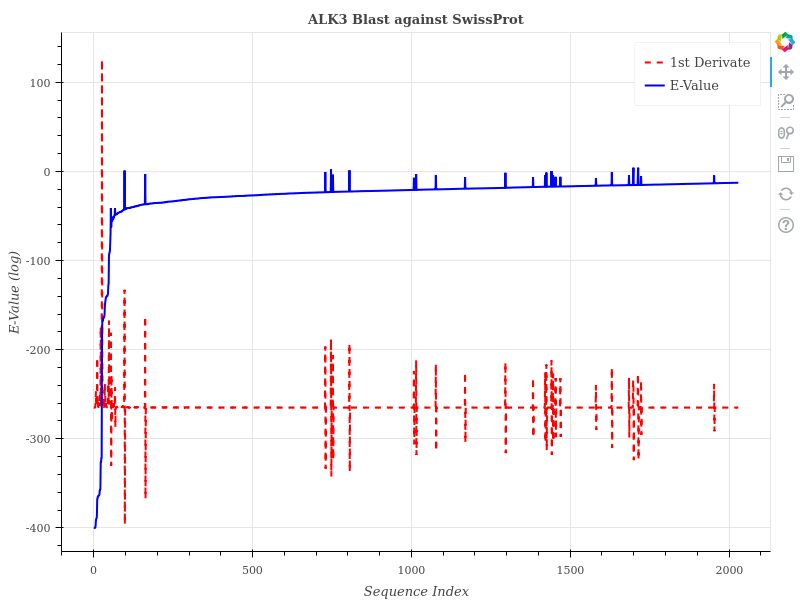 ALK3 Blast against SwissProt
1st Derivate
E-Value
E-Value (log)
100
0
-100
-200
-300
-400
0
500
1000
1500
2000
Sequence Index